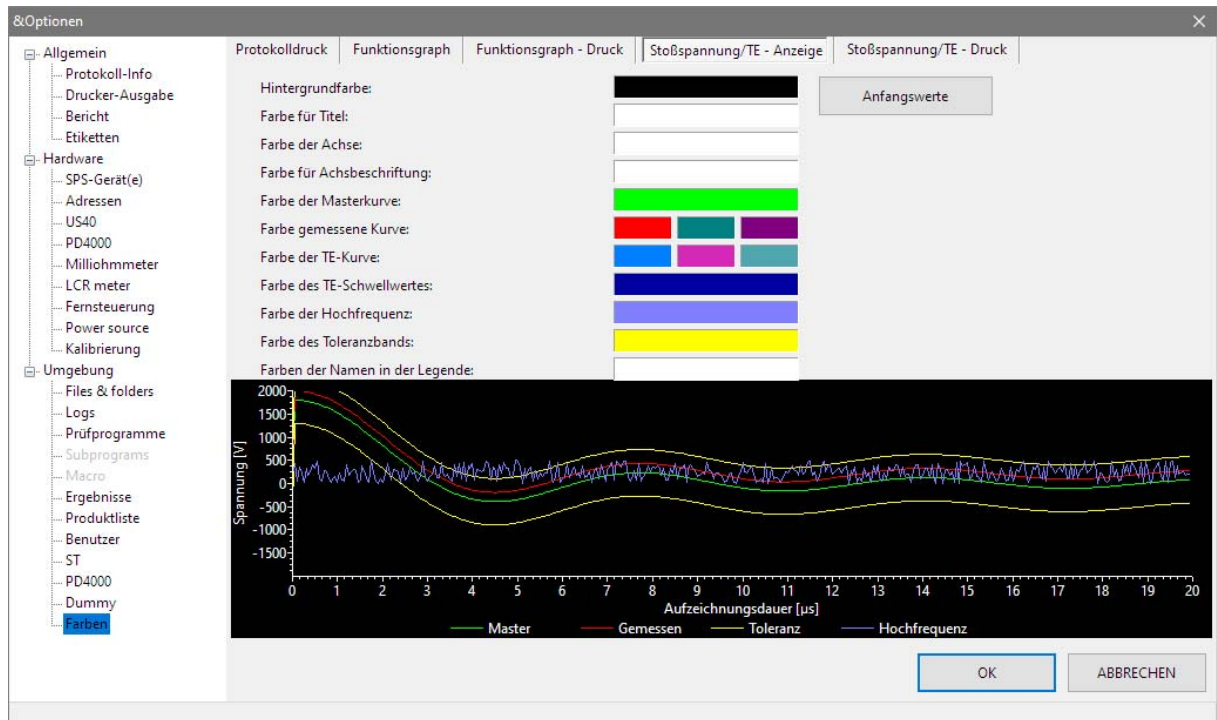 &Optionen
Allgemein
Protokoll-Info
Drucker-Ausgabe
Bericht
Etiketten
Hardware
SPS-Gerät(e)
Adressen
US40
PD4000
Milliohmmeter
LCR meter
Fernsteuerung
Power source
Kalibrierung
Umgebung
Files & folders
Logs
Prüfprogramme
Subprograms
Macro
Ergebnisse
Produktliste
Benutzer
ST
PD4000
Dummy
Farben
Protokolldruck Funktionsgraph Funktionsgraph - Druck Stoßspannung/TE - Anzeige Stoßspannung/TE - Druck
Hintergrundfarbe:
Anfangswerte
Farbe für Titel:
Farbe der Achse:
Farbe für Achsbeschriftung:
Farbe der Masterkurve:
Farbe gemessene Kurve:
Farbe der TE-Kurve:
Farbe des TE-Schwellwertes:
Farbe der Hochfrequenz:
Farbe des Toleranzbands:
Farben der Namen in der Legende:
Spannung [V]
2000
1500
1000
500
0
-500
-1000
-1500
0 1 2 3 4 5 6 7 8 9 10 11 12 13 14 15 16 17 18 19 20
Aufzeichnungsdauer [µs]
Master Gemessen Toleranz Hochfrequenz
OK ABBRECHEN